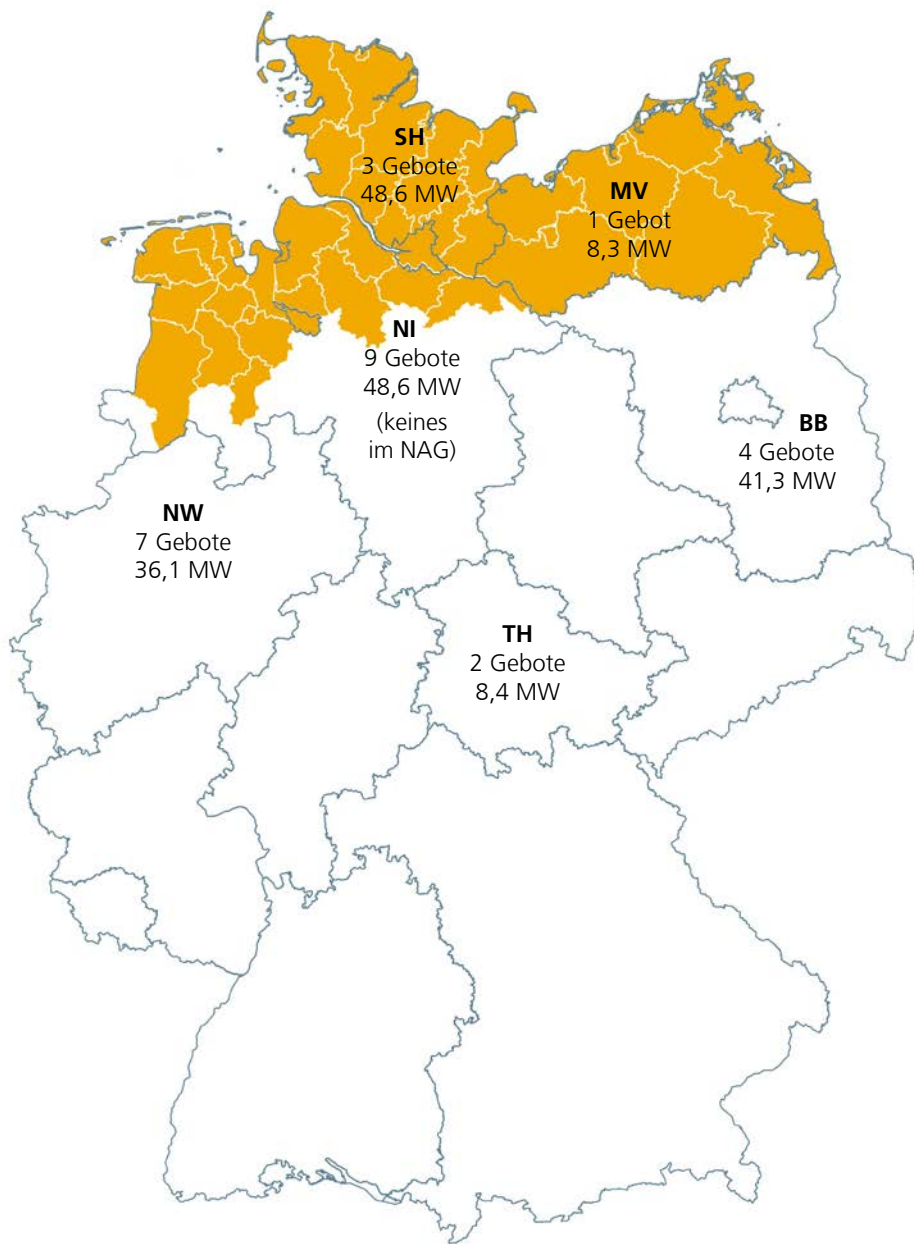 SH
3 Gebote
48,6 MW
MV
1 Gebot
8,3 MW
NI
9 Gebote
48,6 MW
(keines
im NAG)
BB
4 Gebote
41,3 MW
NW
7 Gebote
36,1 MW
TH
2 Gebote
8,4 MW